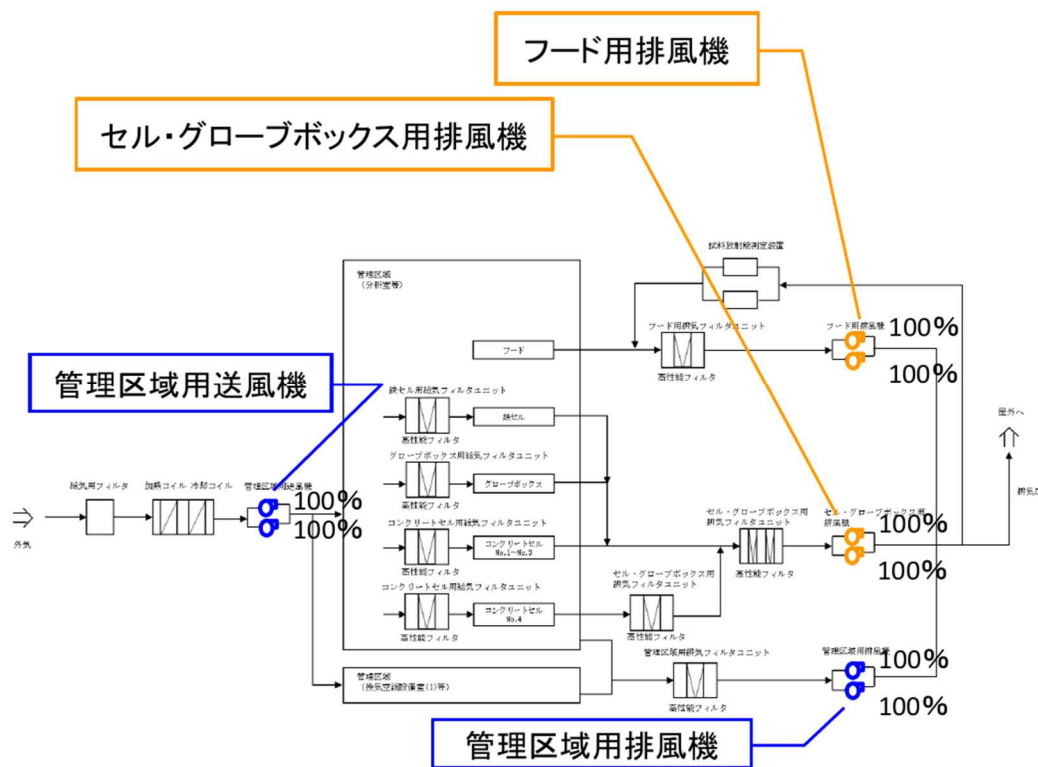 フード用排風機
セル・グローブボックス用排風機
試料放射能測定装置
管理区域
(分析室等)
フード用排気フィルタユニット
フード用排風機
100%
フード
100%
高性能フィルタ
管理区域用送風機
鉄セル用給気フィルタユニット
鉄セル
高性能フィルタ
屋外へ
グローブボックス用給気フィルタユニット
給気用フィルタ
加熱コイル 冷却コイル
管理区域用送風機
100%
グローブボックス
排気口
高性能フィルタ
セル・グローブボックス用
排気フィルタユニット
セル・グローブボックス用
排風機
100%
100%
外気
コンクリートセル用給気フィルタユニット
コンクリートセル
No.1~No.3
高性能フィルタ
高性能フィルタ
100%
コンクリートセル用給気フィルタユニット
セル・グローブボックス用
排気フィルタユニット
コンクリートセル
No.4
高性能フィルタ
高性能フィルタ
管理区域用排気フィルタユニット
管理区域用排風機
100%
管理区域
(換気空調設備室(1)等)
高性能フィルタ
100%
管理区域用排風機